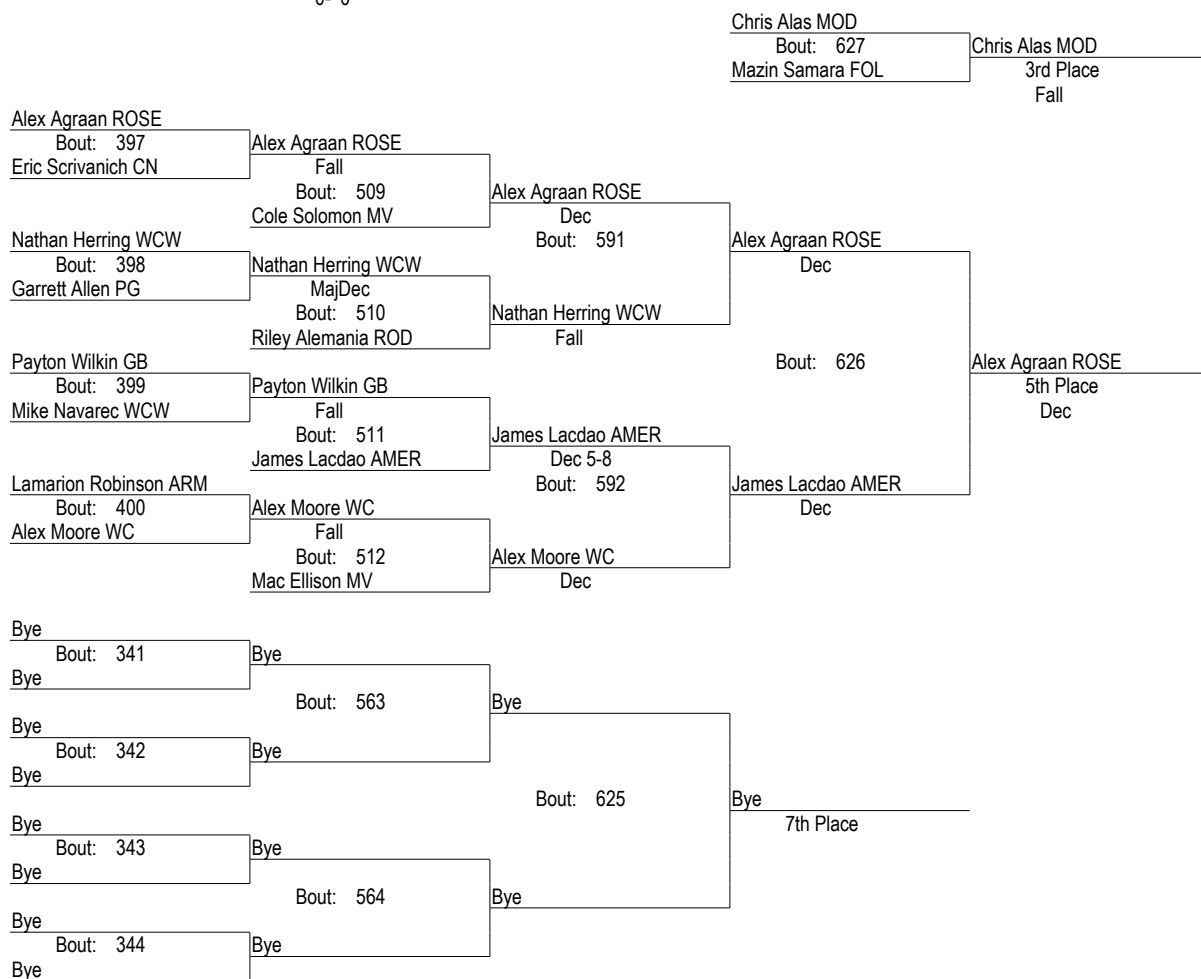 Chris Alas MOD
Bout: 627 Chris Alas MOD
Mazin Samara FOL 3rd Place
Fall
Alex Agraan ROSE
Bout: 397 Alex Agraan ROSE
Eric Scrivanich CN Fall
Bout: 509 Alex Agraan ROSE
Cole Solomon MV Dec
Nathan Herring WCW Bout: 591 Alex Agraan ROSE
Bout: 398 Nathan Herring WCW Dec
Garrett Allen PG MajDec
Bout: 510 Nathan Herring WCW
Riley Alemania ROD Fall
Payton Wilkin GB Bout: 626 Alex Agraan ROSE
Bout: 399 Payton Wilkin GB 5th Place
Mike Navarec WCW Fall Dec
Bout: 511 James Lacdao AMER
James Lacdao AMER Dec 5-8
Lamarion Robinson ARM Bout: 592 James Lacdao AMER
Bout: 400 Alex Moore WC Dec
Alex Moore WC Fall
Bout: 512 Alex Moore WC
Mac Ellison MV Dec
Bye
Bout: 341 Bye
Bye
Bout: 563 Bye
Bye
Bout: 342 Bye
Bye
Bout: 625 Bye
Bye 7th Place
Bout: 343 Bye
Bye
Bout: 564 Bye
Bye
Bout: 344 Bye
Bye